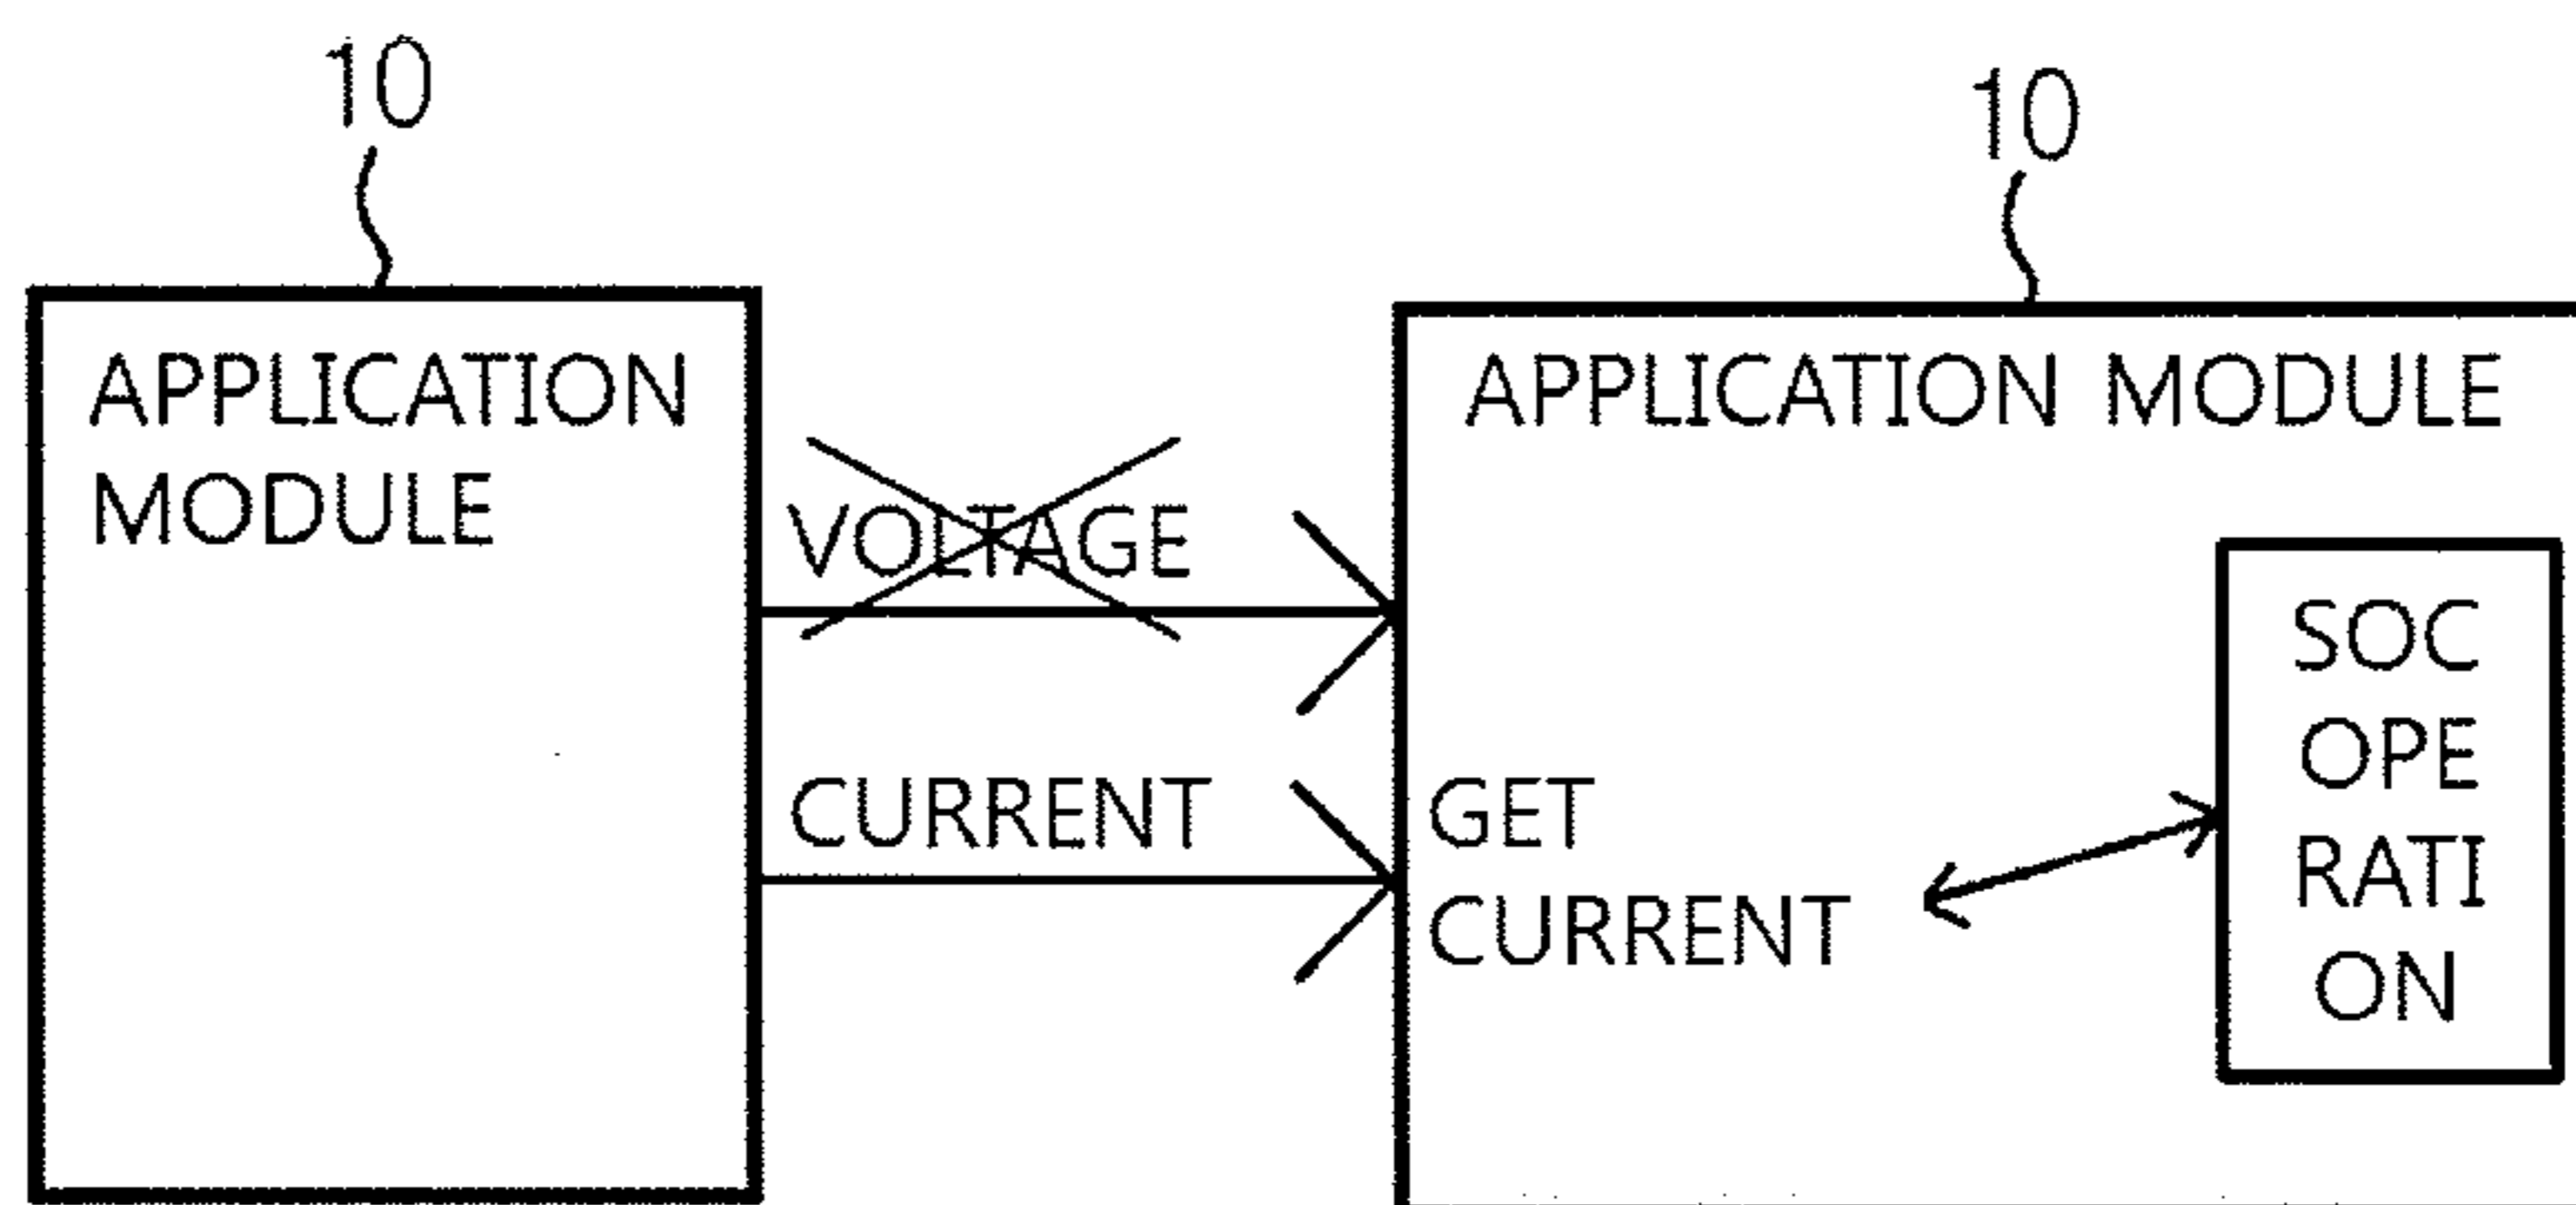 10
10
APPLICATION
MODULE
VOLTAGE
CURRENT
APPLICATION MODULE
GET
CURRENT
SOC
OPE
RATI
ON